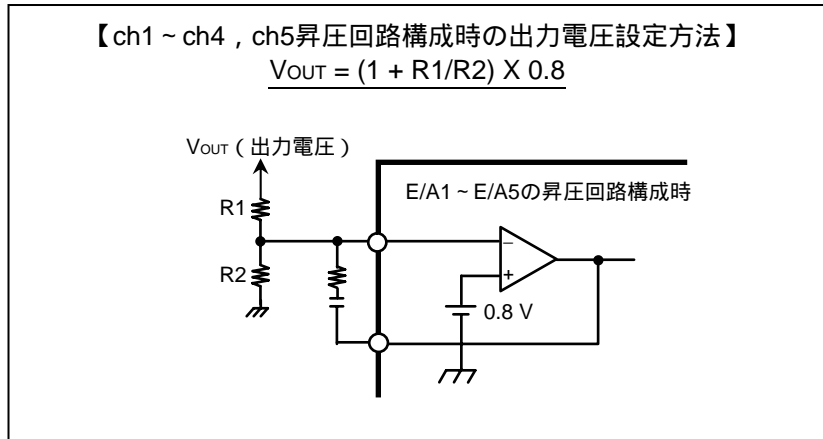 【ch1 ~ ch4 , ch5昇圧回路構成時の出力電圧設定方法】
VOUT = (1 + R1/R2) X 0.8
VOUT ( 出力電圧 )
E/A1 ~ E/A5の昇圧回路構成時
R1
−
R2
+
0.8 V